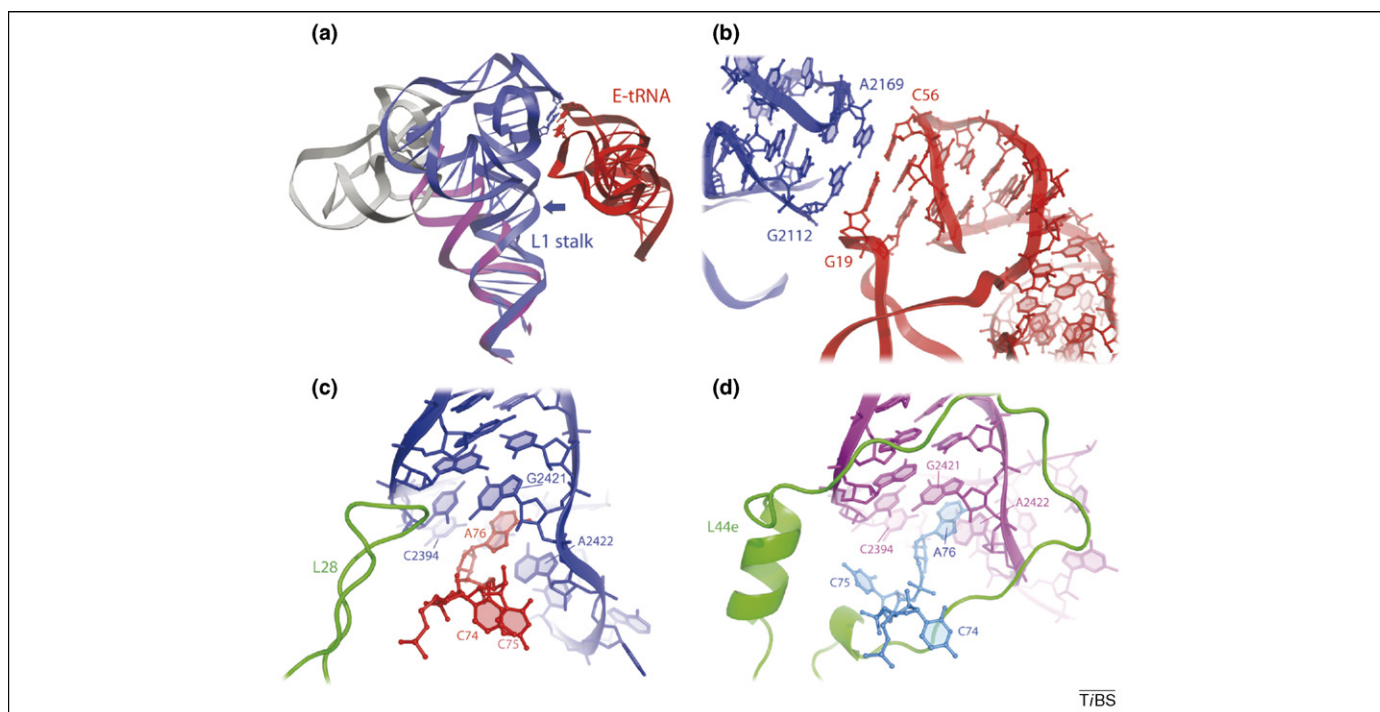 (a)
E-tRNA
L1 stalk
(b)
A2169
C56
G2112
G19
(c)
G2421
A76
C2394
A2422
L28
C74
C75
(d)
G2421
L44e
A2422
C2394
A76
C75
C74
TiBS